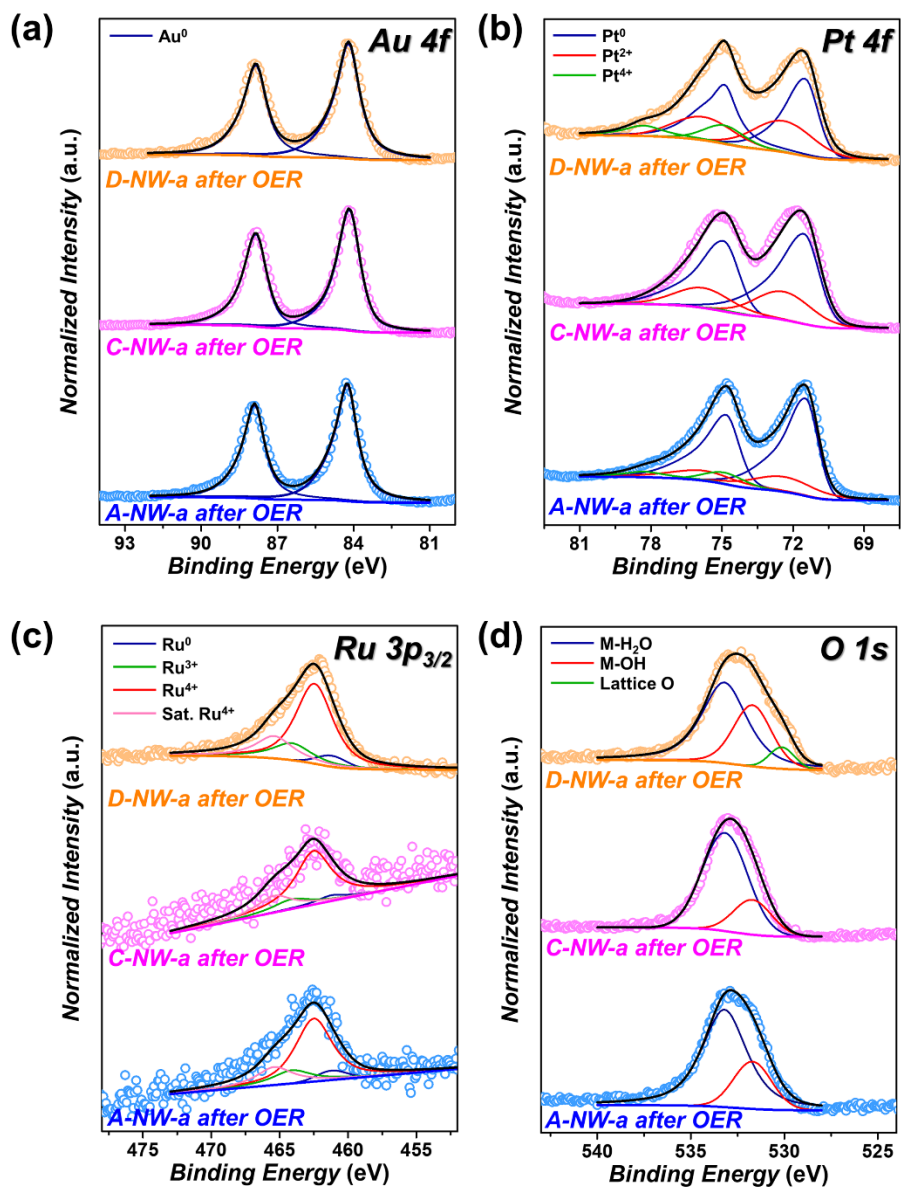 (a)
Au⁰
Au 4f
D-NW-a after OER
C-NW-a after OER
A-NW-a after OER
Normalized Intensity (a.u.)
93 90 87 84 81
Binding Energy (eV)
(b)
Pt⁰
Pt²⁺
Pt⁴⁺
Pt 4f
D-NW-a after OER
C-NW-a after OER
A-NW-a after OER
Normalized Intensity (a.u.)
81 78 75 72 69
Binding Energy (eV)
(c)
Ru⁰
Ru³⁺
Ru⁴⁺
Sat. Ru⁴⁺
Ru 3p₃/₂
D-NW-a after OER
C-NW-a after OER
A-NW-a after OER
Normalized Intensity (a.u.)
475 470 465 460 455
Binding Energy (eV)
(d)
M-H₂O
M-OH
Lattice O
O 1s
D-NW-a after OER
C-NW-a after OER
A-NW-a after OER
Normalized Intensity (a.u.)
540 535 530 525
Binding Energy (eV)